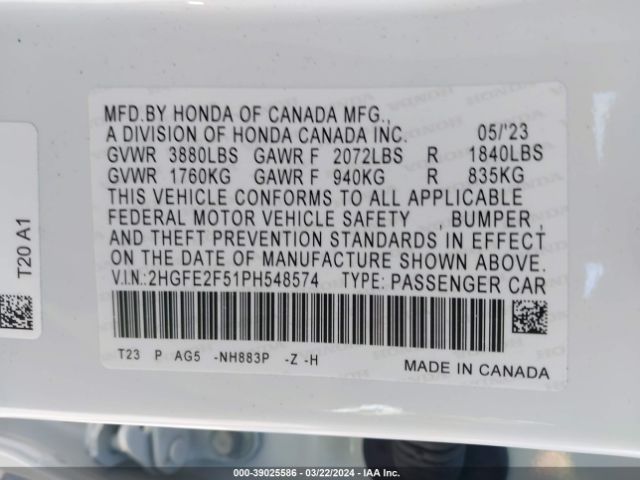 MFD.BY HONDA OF CANADA MFG.,
A DIVISION OF HONDA CANADA INC. 05/'23
GVWR 3880LBS GAWR F 2072LBS R 1840LBS
GVWR 1760KG GAWR F 940KG R 835KG
THIS VEHICLE CONFORMS TO ALL APPLICABLE
FEDERAL MOTOR VEHICLE SAFETY , BUMPER ,
AND THEFT PREVENTION STANDARDS IN EFFECT
ON THE DATE OF MANUFACTURE SHOWN ABOVE.
V.I.N.:2HGFE2F51PH548574 TYPE: PASSENGER CAR
T23 P AG5 -NH883P -Z -H
MADE IN CANADA
T20 A1
000-39025586 - 03/22/2024 - IAA Inc.